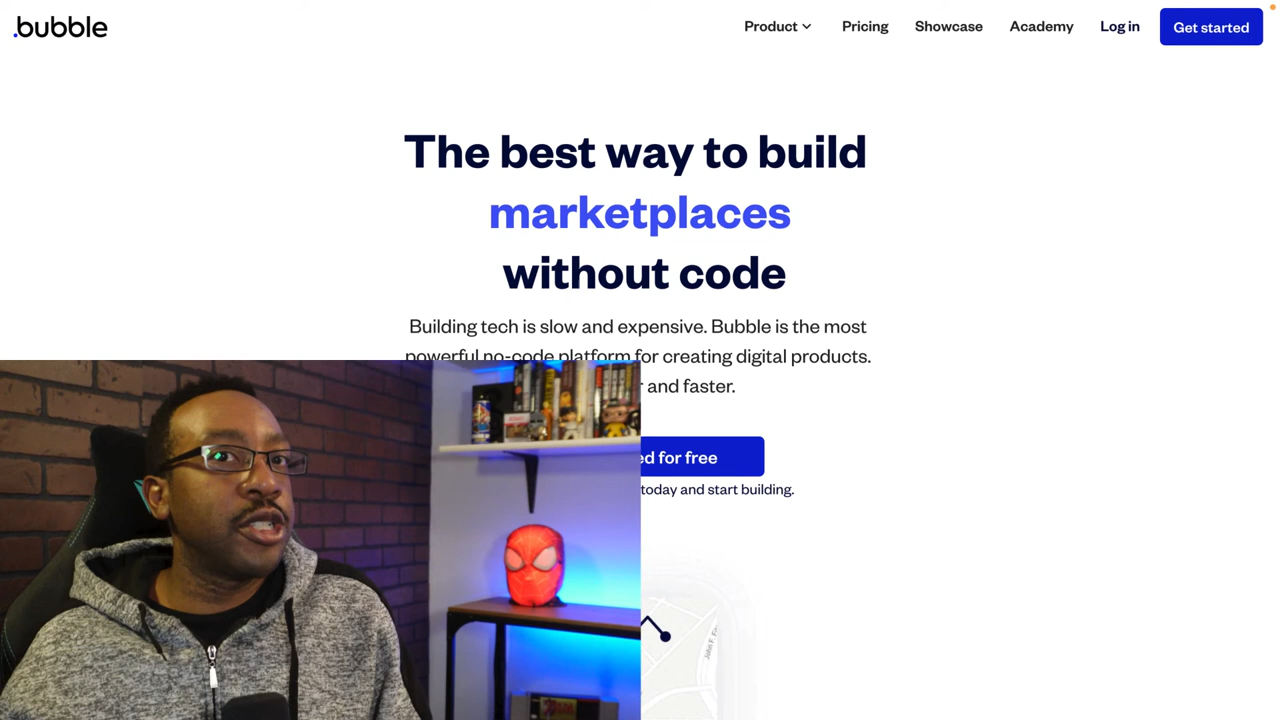 .bubble
Product
Pricing
Showcase
Academy
Log in
Get started
The best way to build
marketplaces
without code
Building tech is slow and expensive. Bubble is the most
powerful no-code platform for creating digital products.
and faster.
for free
today and start building.